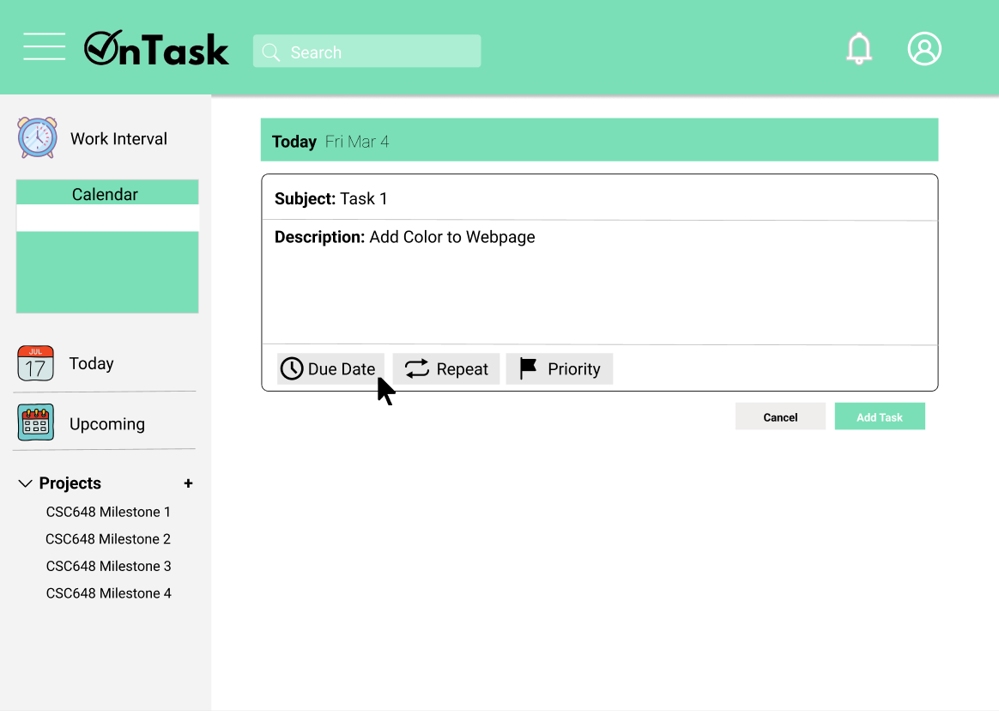 OnTask
Search
Work Interval
Calendar
JUL
17
Today
Upcoming
Projects +
CSC648 Milestone 1
CSC648 Milestone 2
CSC648 Milestone 3
CSC648 Milestone 4
Today Fri Mar 4
Subject: Task 1
Description: Add Color to Webpage
Due Date Repeat Priority
Cancel Add Task